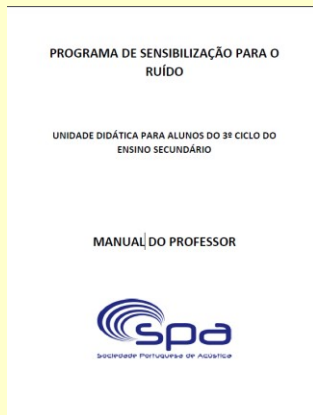 PROGRAMA DE SENSIBILIZAÇÃO PARA O
RUÍDO
UNIDADE DIDÁTICA PARA ALUNOS DO 3º CICLO DO
ENSINO SECUNDÁRIO
MANUAL DO PROFESSOR
spa
Sociedade Portuguesa de Acústica